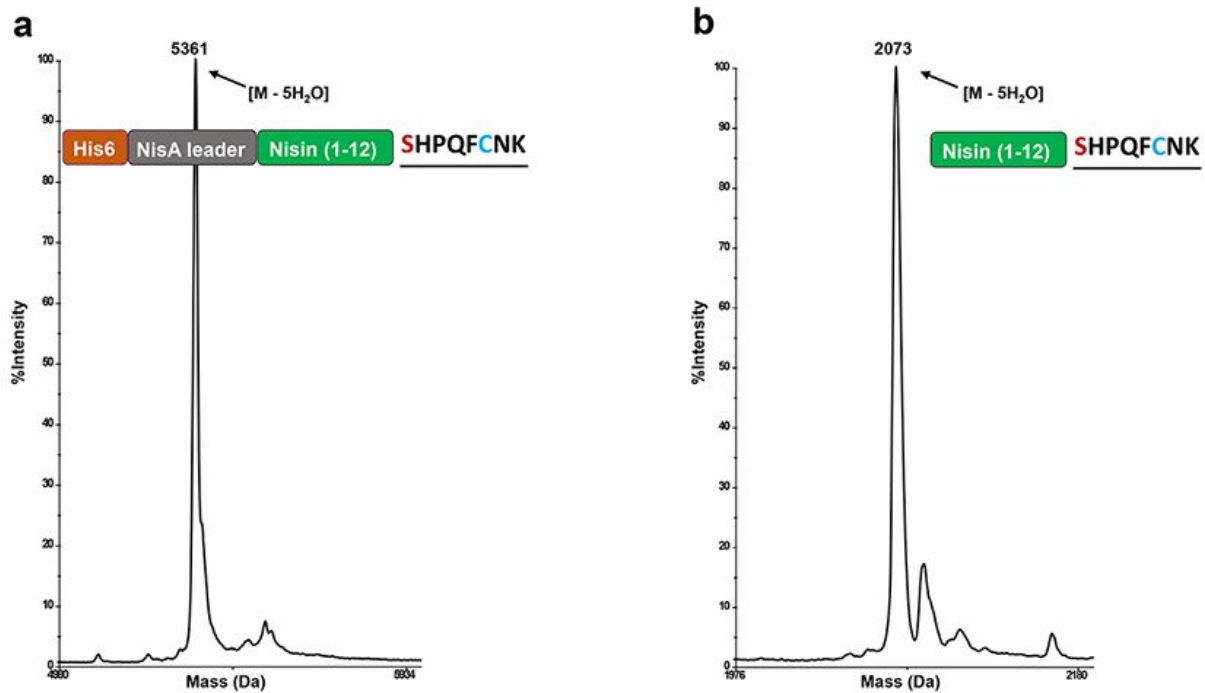 a
5361
[M - 5H₂O]
His6 NisA leader Nisin (1-12) SHPQFCNK
100
90
80
70
60
50
40
30
20
10
0
%Intensity
4980 5934
Mass (Da)
b
2073
[M - 5H₂O]
Nisin (1-12) SHPQFCNK
100
90
80
70
60
50
40
30
20
10
0
%Intensity
1976 2180
Mass (Da)